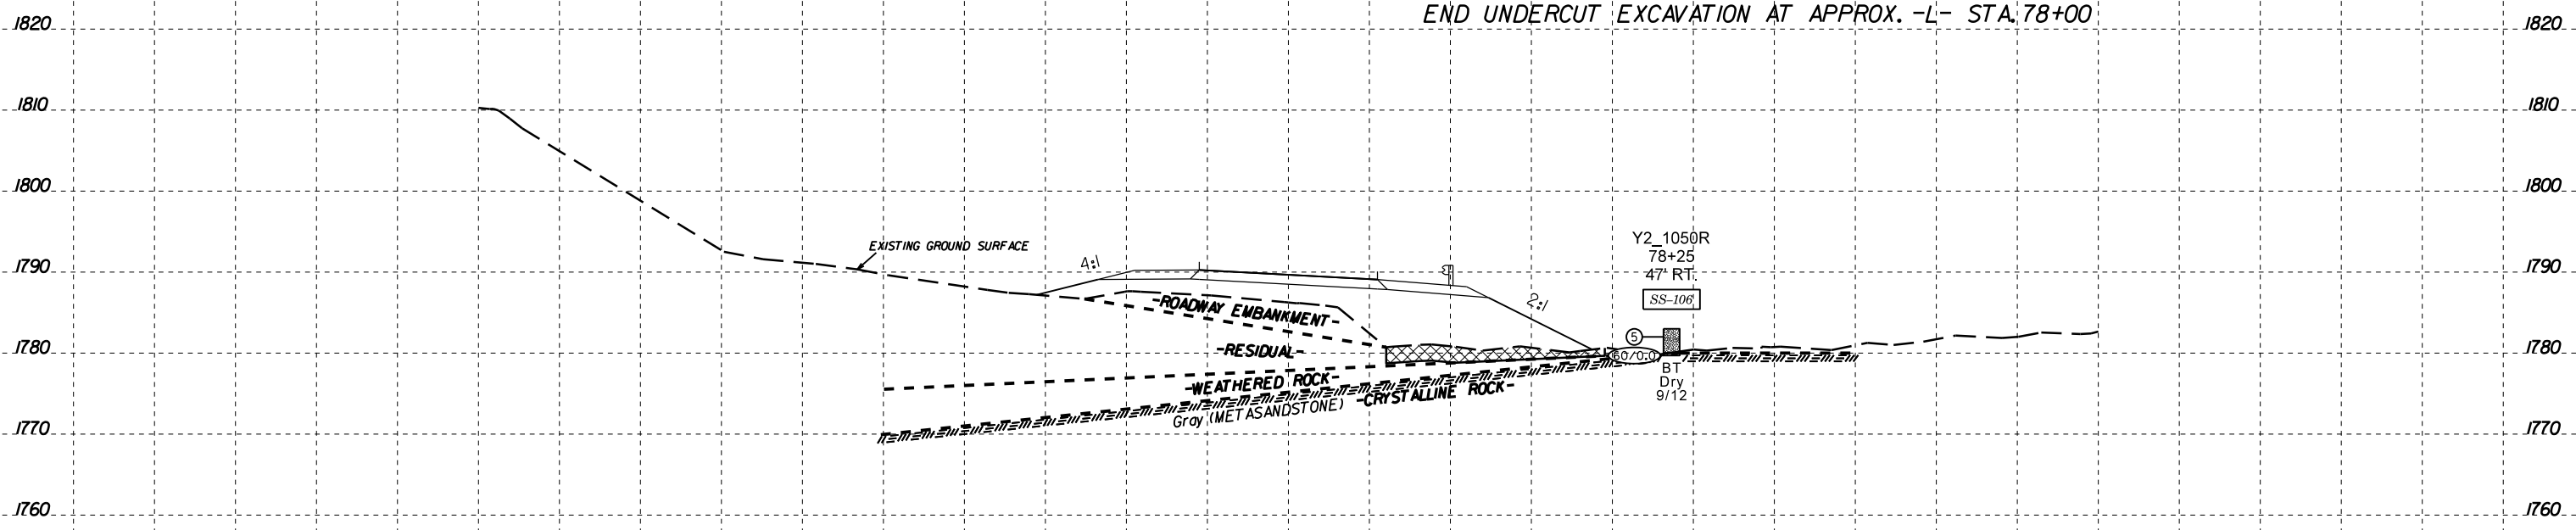 END UNDERCUT EXCAVATION AT APPROX. -L- STA. 78+00
1820 1820
1810 1810
1800 1800
1790 1790
1780 1780
1770 1770
1760 1760
EXISTING GROUND SURFACE
4:1
2:1
Y2_1050R
78+25
47' RT.
SS-106
5
60/0.0
BT
Dry
9/12
-ROADWAY EMBANKMENT-
-RESIDUAL-
-WEATHERED ROCK-
-CRYSTALLINE ROCK-
Gray (METASANDSTONE)